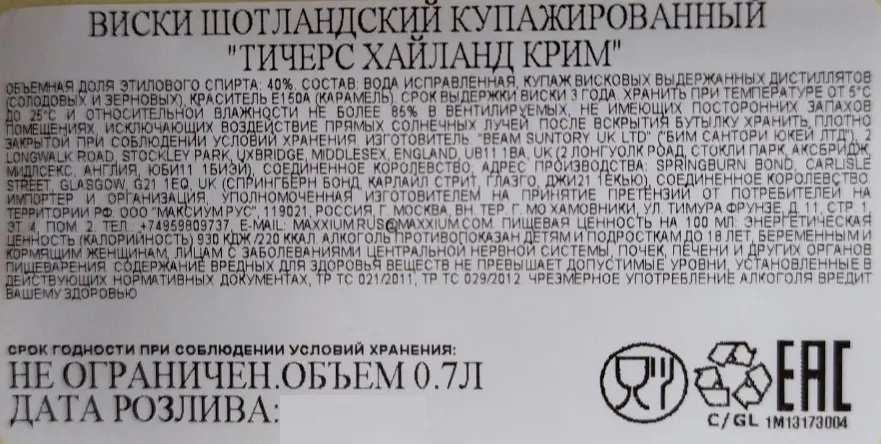 ВИСКИ ШОТЛАНДСКИЙ КУПАЖИРОВАННЫЙ
"ТИЧЕРС ХАЙЛАНД КРИМ"
ОБЪЕМНАЯ ДОЛЯ ЭТИЛОВОГО СПИРТА: 40%. СОСТАВ: ВОДА ИСПРАВЛЕННАЯ, КУПАЖ ВИСКОВЫХ ВЫДЕРЖАННЫХ ДИСТИЛЛЯТОВ
(СОЛОДОВЫХ И ЗЕРНОВЫХ), КРАСИТЕЛЬ Е150А (КАРАМЕЛЬ). СРОК ВЫДЕРЖКИ ВИСКИ 3 ГОДА. ХРАНИТЬ ПРИ ТЕМПЕРАТУРЕ ОТ 5°С
ДО 25°С И ОТНОСИТЕЛЬНОЙ ВЛАЖНОСТИ НЕ БОЛЕЕ 85% В ВЕНТИЛИРУЕМЫХ, НЕ ИМЕЮЩИХ ПОСТОРОННИХ ЗАПАХОВ
ПОМЕЩЕНИЯХ, ИСКЛЮЧАЮЩИХ ВОЗДЕЙСТВИЕ ПРЯМЫХ СОЛНЕЧНЫХ ЛУЧЕЙ. ПОСЛЕ ВСКРЫТИЯ БУТЫЛКУ ХРАНИТЬ, ПЛОТНО
ЗАКРЫТОЙ ПРИ СОБЛЮДЕНИИ УСЛОВИЙ ХРАНЕНИЯ. ИЗГОТОВИТЕЛЬ: "BEAM SUNTORY UK LTD" ("БИМ САНТОРИ ЮКЕЙ ЛТД"), 2
LONGWALK ROAD, STOCKLEY PARK, UXBRIDGE, MIDDLESEX, ENGLAND, UB11 1BA, UK (2 ЛОНГУОЛК РОАД, СТОКЛИ ПАРК, АКСБРИДЖ,
МИДЛСЕКС, АНГЛИЯ, ЮБИ11 1БИЭЙ), СОЕДИНЕННОЕ КОРОЛЕВСТВО; АДРЕС ПРОИЗВОДСТВА: SPRINGBURN BOND, CARLISLE
STREET, GLASGOW, G21 1EQ, UK (СПРИНГБЕРН БОНД, КАРЛАЙЛ СТРИТ, ГЛАЗГО, ДЖИ21 1ЕКЬЮ), СОЕДИНЕННОЕ КОРОЛЕВСТВО.
ИМПОРТЕР И ОРГАНИЗАЦИЯ, УПОЛНОМОЧЕННАЯ ИЗГОТОВИТЕЛЕМ НА ПРИНЯТИЕ ПРЕТЕНЗИЙ ОТ ПОТРЕБИТЕЛЕЙ НА
ТЕРРИТОРИИ РФ: ООО "МАКСИУМ РУС", 119021, РОССИЯ, Г. МОСКВА, ВН. ТЕР. Г. МО ХАМОВНИКИ, УЛ. ТИМУРА ФРУНЗЕ, Д. 11, СТР. 1,
ЭТ. 4, ПОМ. 2. ТЕЛ. +74959809737, E-MAIL: MAXXIUM.RUS@MAXXIUM.COM. ПИЩЕВАЯ ЦЕННОСТЬ НА 100 МЛ: ЭНЕРГЕТИЧЕСКАЯ
ЦЕННОСТЬ (КАЛОРИЙНОСТЬ) 930 КДЖ /220 ККАЛ. АЛКОГОЛЬ ПРОТИВОПОКАЗАН ДЕТЯМ И ПОДРОСТКАМ ДО 18 ЛЕТ, БЕРЕМЕННЫМ И
КОРМЯЩИМ ЖЕНЩИНАМ, ЛИЦАМ С ЗАБОЛЕВАНИЯМИ ЦЕНТРАЛЬНОЙ НЕРВНОЙ СИСТЕМЫ, ПОЧЕК, ПЕЧЕНИ И ДРУГИХ ОРГАНОВ
ПИЩЕВАРЕНИЯ. СОДЕРЖАНИЕ ВРЕДНЫХ ДЛЯ ЗДОРОВЬЯ ВЕЩЕСТВ НЕ ПРЕВЫШАЕТ ДОПУСТИМЫЕ УРОВНИ, УСТАНОВЛЕННЫЕ В
ДЕЙСТВУЮЩИХ НОРМАТИВНЫХ ДОКУМЕНТАХ, ТР ТС 021/2011, ТР ТС 029/2012. ЧРЕЗМЕРНОЕ УПОТРЕБЛЕНИЕ АЛКОГОЛЯ ВРЕДИТ
ВАШЕМУ ЗДОРОВЬЮ
СРОК ГОДНОСТИ ПРИ СОБЛЮДЕНИИ УСЛОВИЙ ХРАНЕНИЯ:
НЕ ОГРАНИЧЕН.ОБЪЕМ 0.7Л
ДАТА РОЗЛИВА:
EAC
C/GL 1M13173004